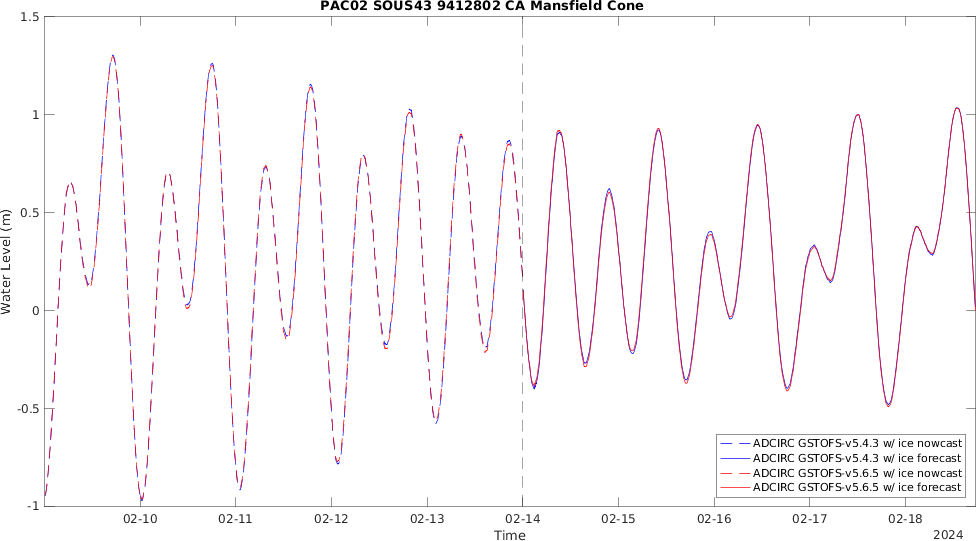 PAC02 SOUS43 9412802 CA Mansfield Cone
1.5
1
0.5
0
-0.5
-1
Water Level (m)
02-10 02-11 02-12 02-13 02-14 02-15 02-16 02-17 02-18
Time
2024
ADCIRC GSTOFS-v5.4.3 w/ ice nowcast
ADCIRC GSTOFS-v5.4.3 w/ ice forecast
ADCIRC GSTOFS-v5.6.5 w/ ice nowcast
ADCIRC GSTOFS-v5.6.5 w/ ice forecast